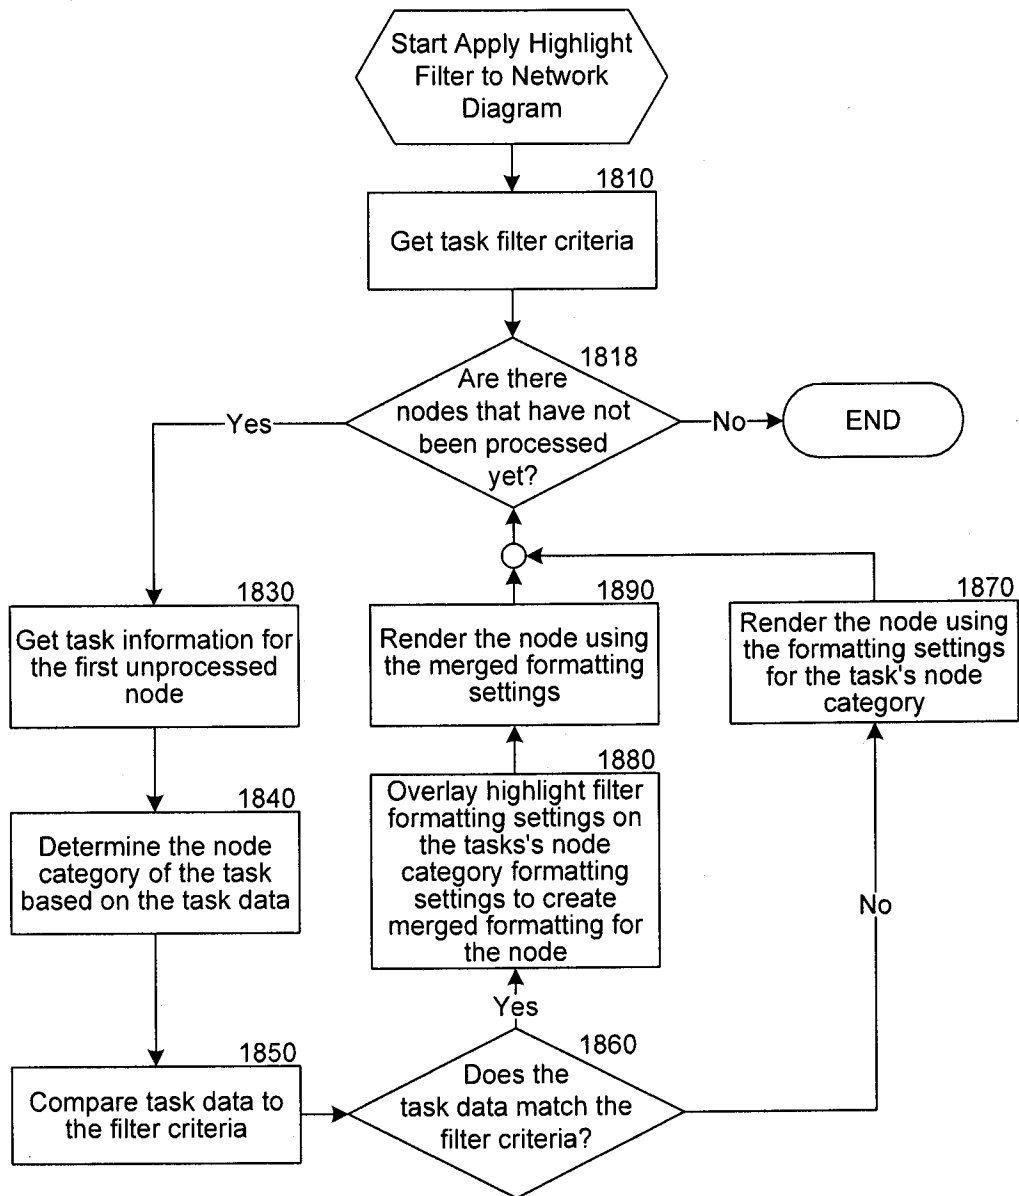 Start Apply Highlight
Filter to Network
Diagram
1810
Get task filter criteria
1818
Are there
nodes that have not
been processed
yet?
Yes
No
END
1830
Get task information for
the first unprocessed
node
1890
Render the node using
the merged formatting
settings
1870
Render the node using
the formatting settings
for the task's node
category
1840
Determine the node
category of the task
based on the task data
1880
Overlay highlight filter
formatting settings on
the tasks's node
category formatting
settings to create
merged formatting for
the node
No
Yes
1850
Compare task data to
the filter criteria
1860
Does the
task data match the
filter criteria?